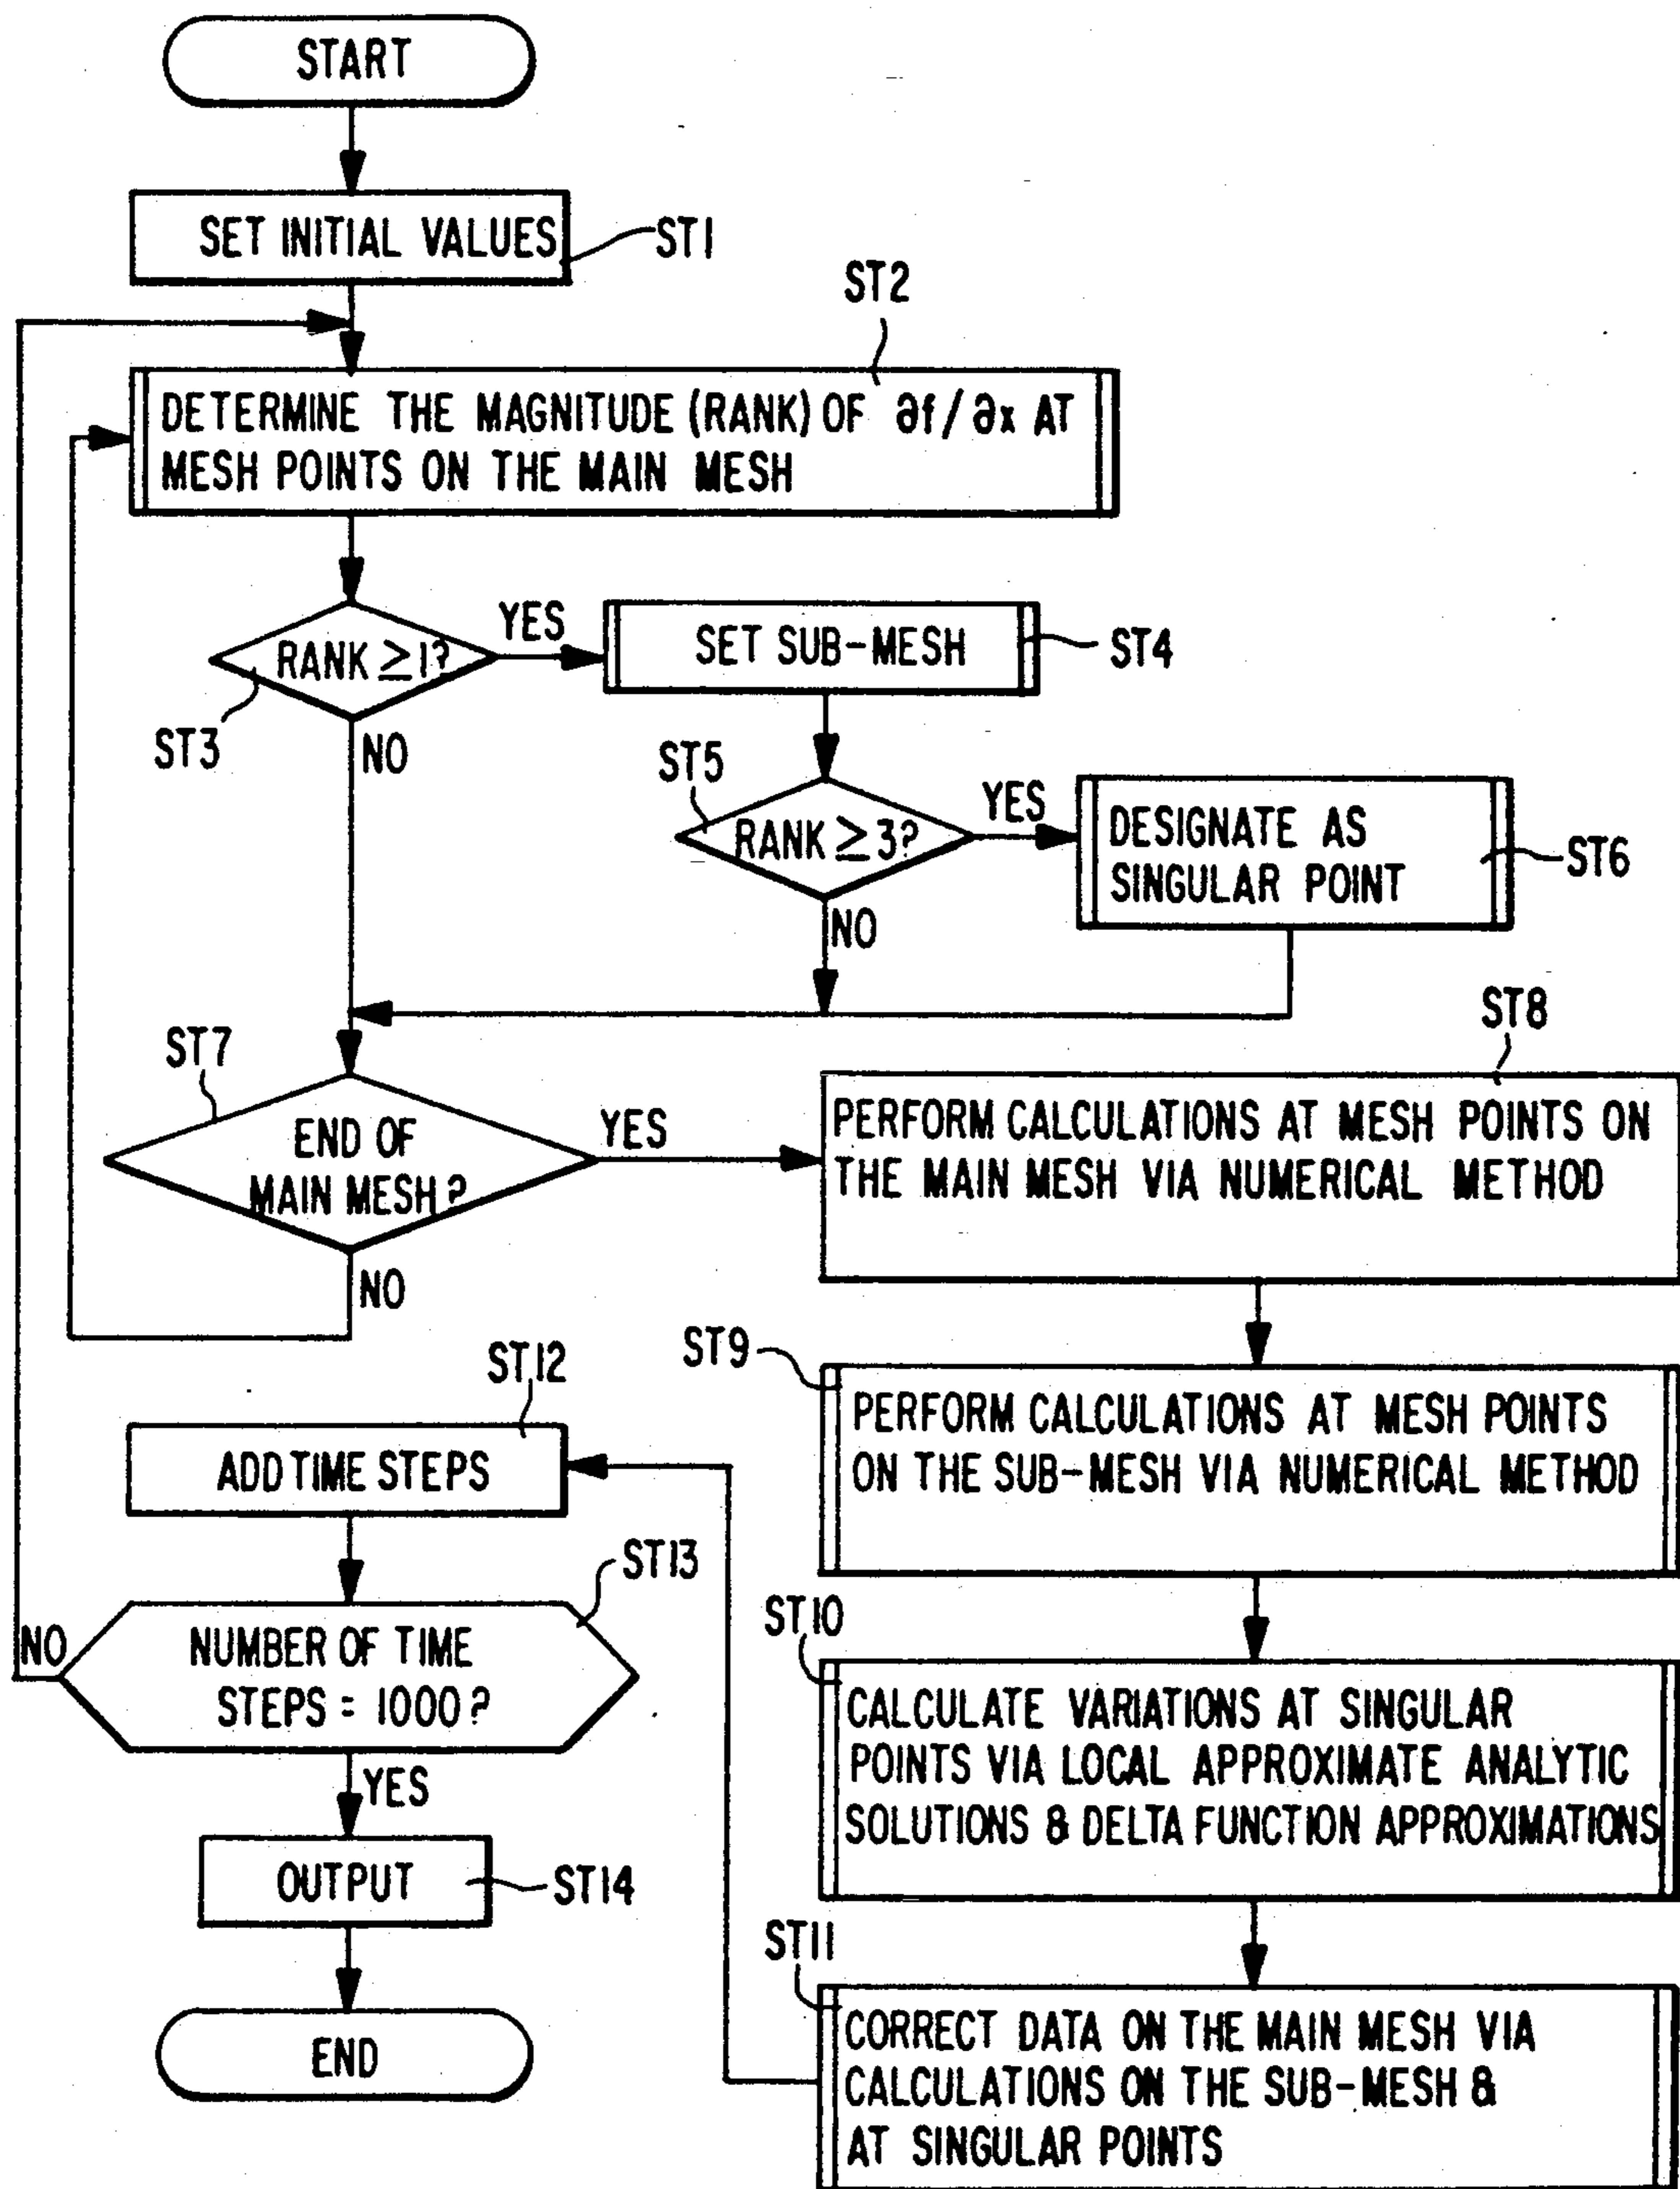 START
SET INITIAL VALUES
ST1
ST2
DETERMINE THE MAGNITUDE (RANK) OF ∂f/∂x AT
MESH POINTS ON THE MAIN MESH
RANK ≥ 1?
YES
SET SUB-MESH
ST4
ST3
NO
ST5
RANK ≥ 3?
YES
DESIGNATE AS
SINGULAR POINT
ST6
NO
ST7
END OF
MAIN MESH?
YES
NO
ST8
PERFORM CALCULATIONS AT MESH POINTS ON
THE MAIN MESH VIA NUMERICAL METHOD
ST9
PERFORM CALCULATIONS AT MESH POINTS
ON THE SUB-MESH VIA NUMERICAL METHOD
ST10
CALCULATE VARIATIONS AT SINGULAR
POINTS VIA LOCAL APPROXIMATE ANALYTIC
SOLUTIONS & DELTA FUNCTION APPROXIMATIONS
ST11
CORRECT DATA ON THE MAIN MESH VIA
CALCULATIONS ON THE SUB-MESH &
AT SINGULAR POINTS
ST12
ADD TIME STEPS
ST13
NUMBER OF TIME
STEPS = 1000?
NO
YES
OUTPUT
ST14
END